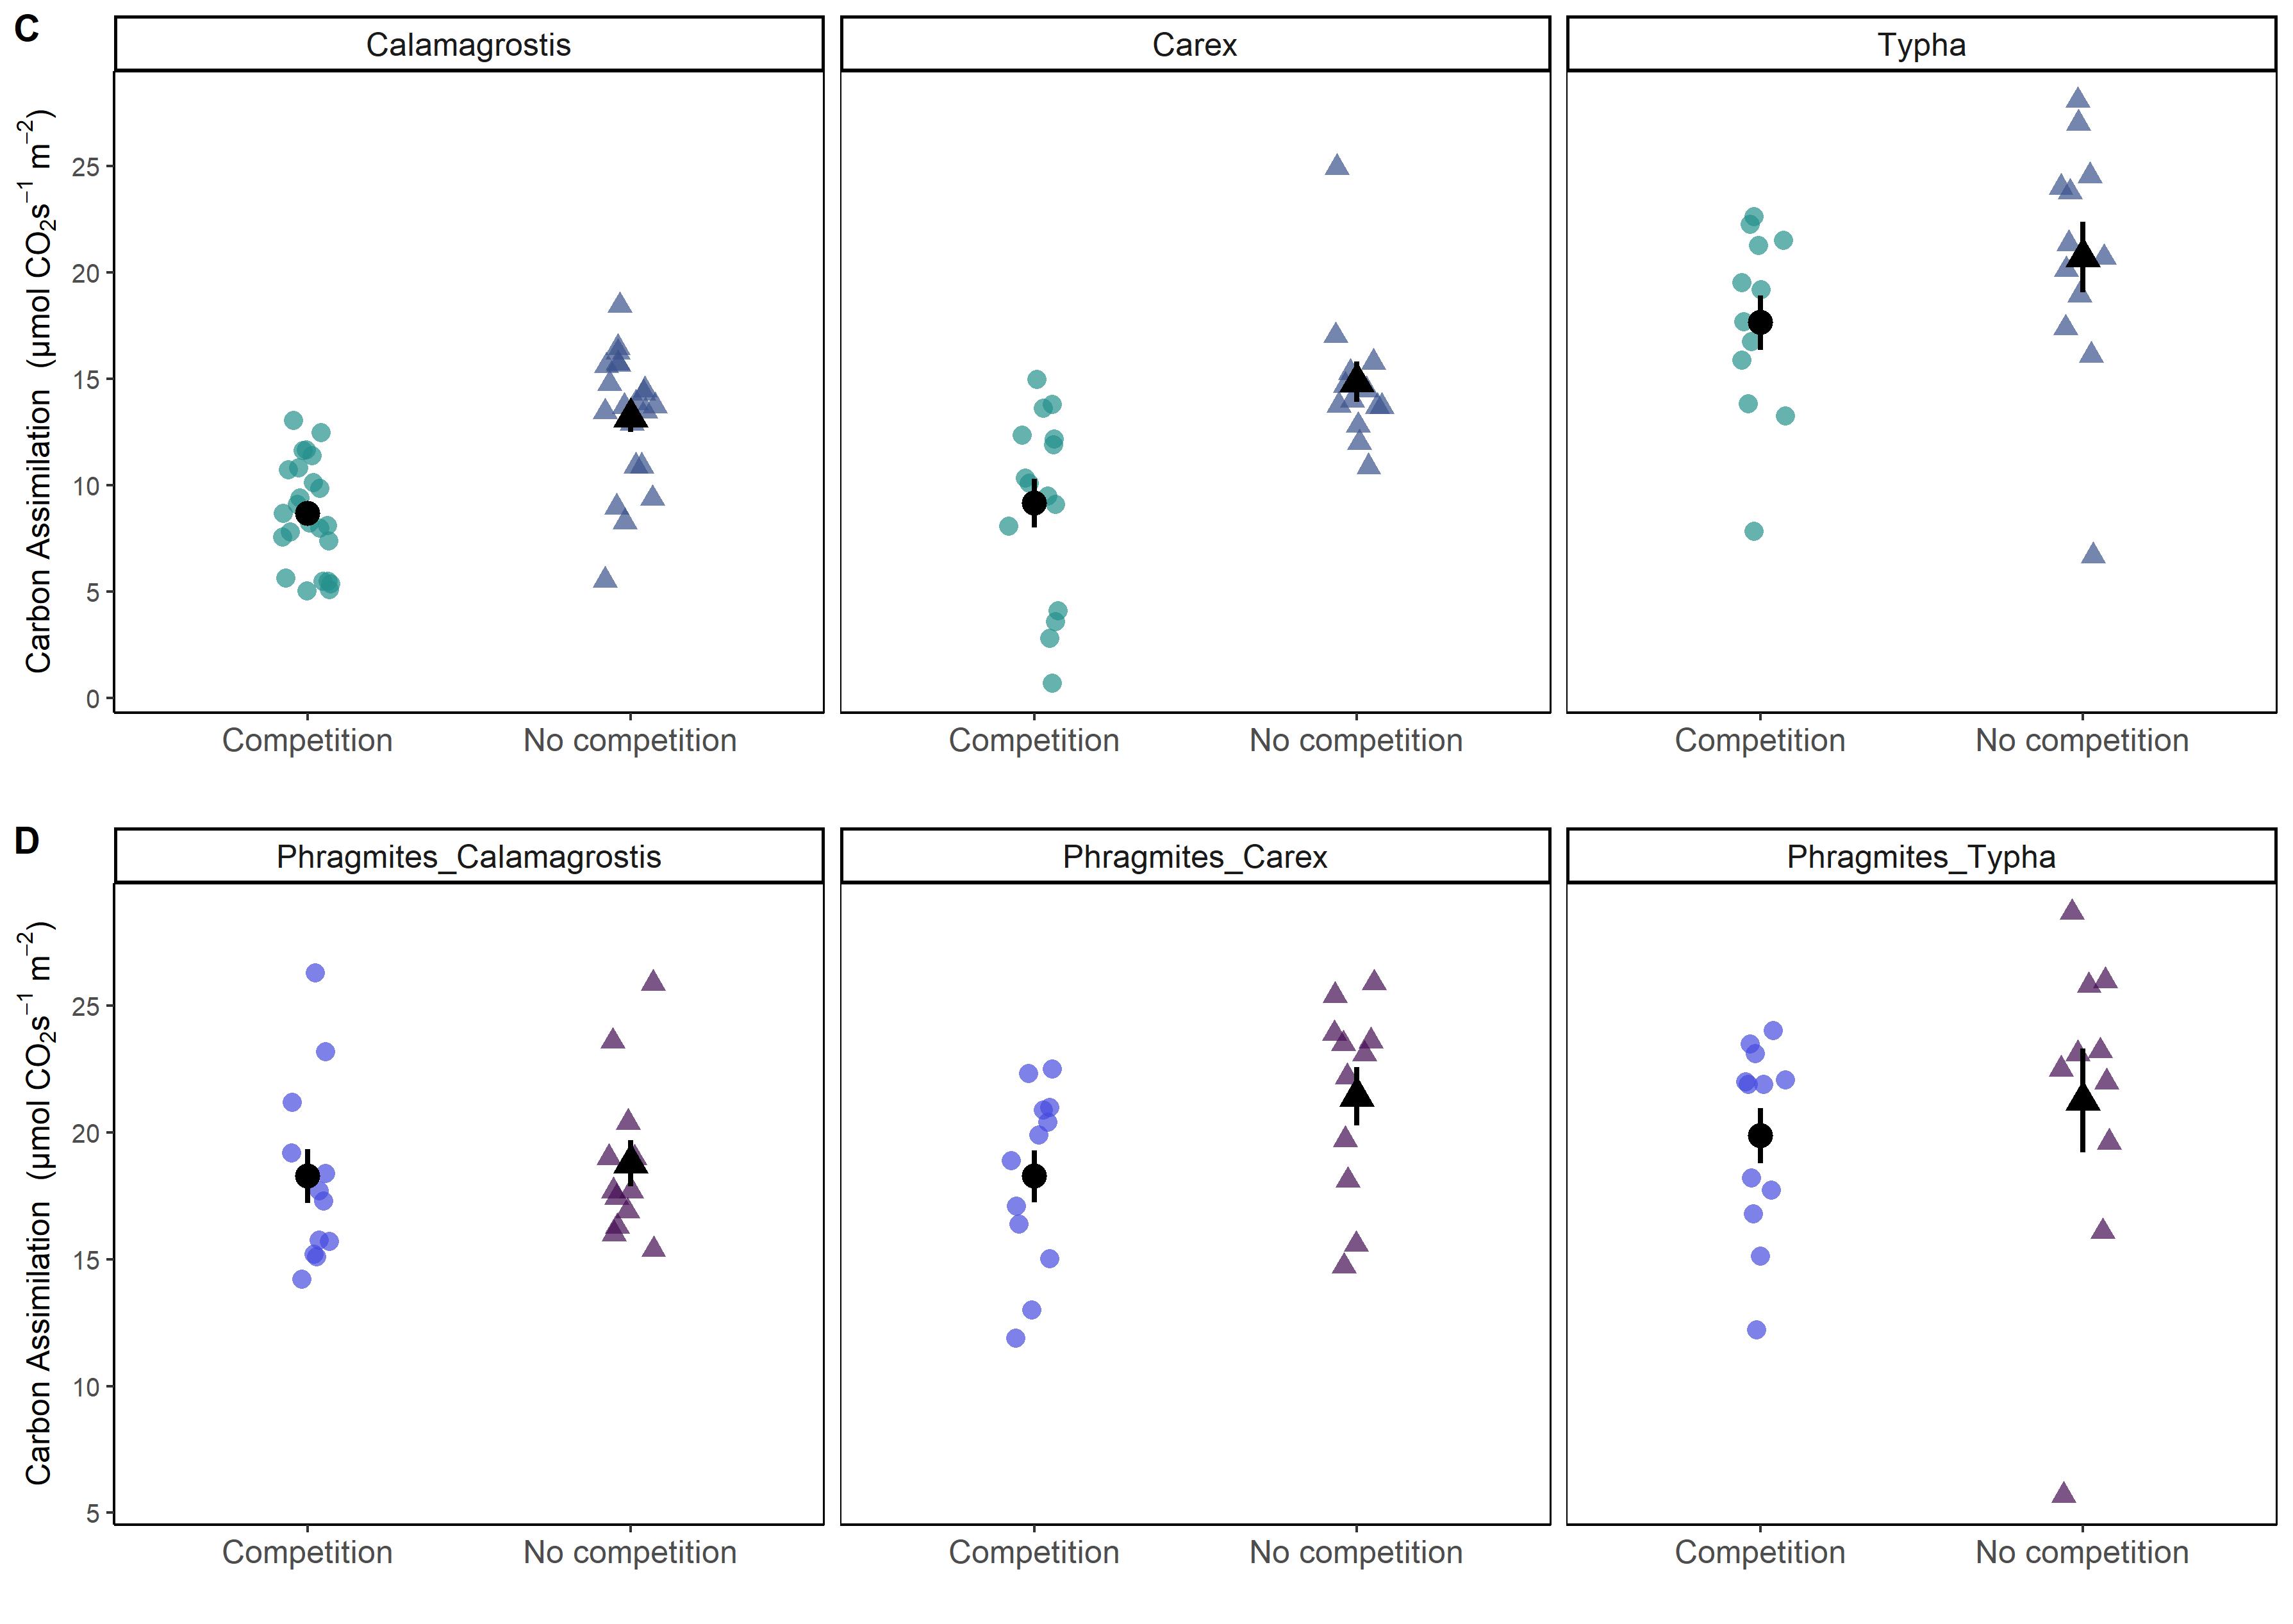 C
Calamagrostis Carex Typha
Carbon Assimilation (µmol CO₂s⁻¹ m⁻²)
25
20
15
10
5
0
Competition No competition Competition No competition Competition No competition
D
Phragmites_Calamagrostis Phragmites_Carex Phragmites_Typha
Carbon Assimilation (µmol CO₂s⁻¹ m⁻²)
25
20
15
10
5
Competition No competition Competition No competition Competition No competition